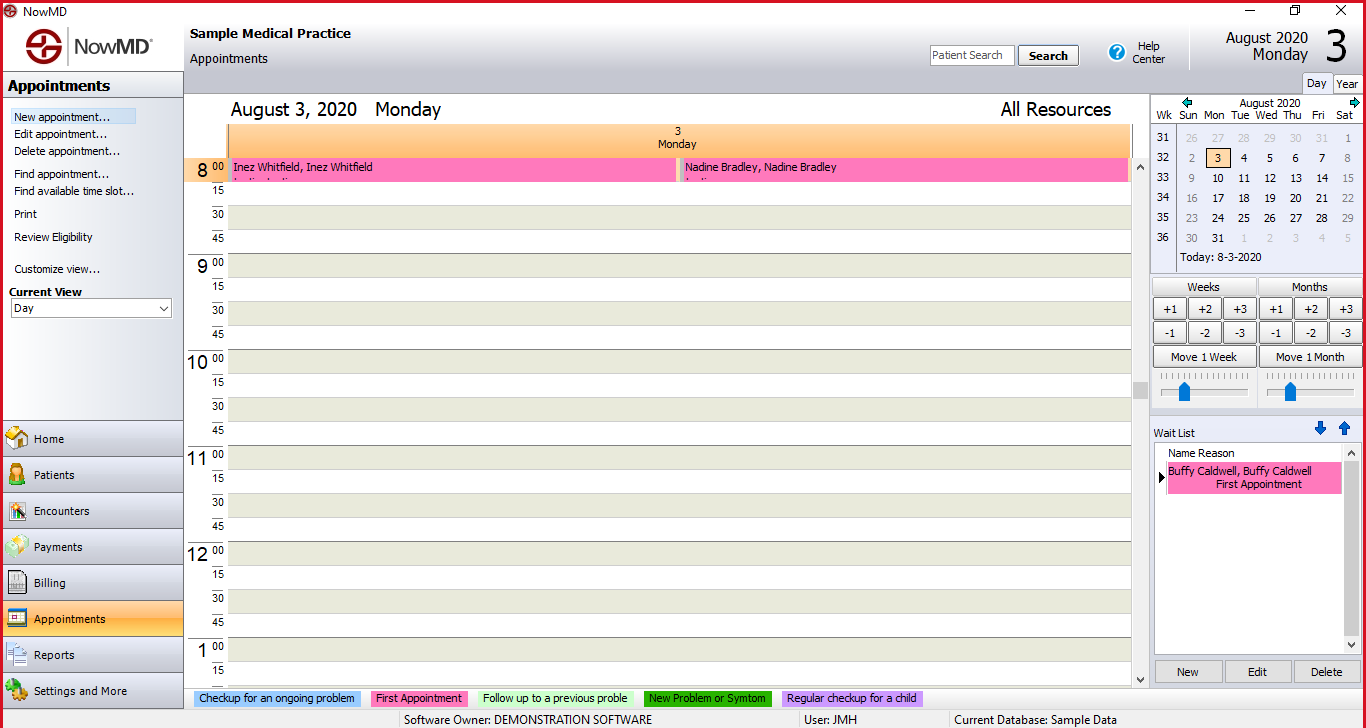 NowMD
NowMD®
Sample Medical Practice
Appointments
Patient Search
Search
? Help Center
August 2020
Monday
3
Appointments
New appointment...
Edit appointment...
Delete appointment...
Find appointment...
Find available time slot...
Print
Review Eligibility
Customize view...
Current View
Day
Home
Patients
Encounters
Payments
Billing
Appointments
Reports
Settings and More
August 3, 2020 Monday
All Resources
3
Monday
8 00 Inez Whitfield, Inez Whitfield Nadine Bradley, Nadine Bradley
15
30
45
9 00
15
30
45
10 00
15
30
45
11 00
15
30
45
12 00
15
30
45
1 00
15
Checkup for an ongoing problem First Appointment Follow up to a previous proble New Problem or Symtom Regular checkup for a child
Day Year
August 2020
Wk Sun Mon Tue Wed Thu Fri Sat
31 26 27 28 29 30 31 1
32 2 3 4 5 6 7 8
33 9 10 11 12 13 14 15
34 16 17 18 19 20 21 22
35 23 24 25 26 27 28 29
36 30 31 1 2 3 4 5
Today: 8-3-2020
Weeks Months
+1 +2 +3 +1 +2 +3
-1 -2 -3 -1 -2 -3
Move 1 Week Move 1 Month
Wait List
Name Reason
Buffy Caldwell, Buffy Caldwell
First Appointment
New Edit Delete
Software Owner: DEMONSTRATION SOFTWARE User: JMH Current Database: Sample Data